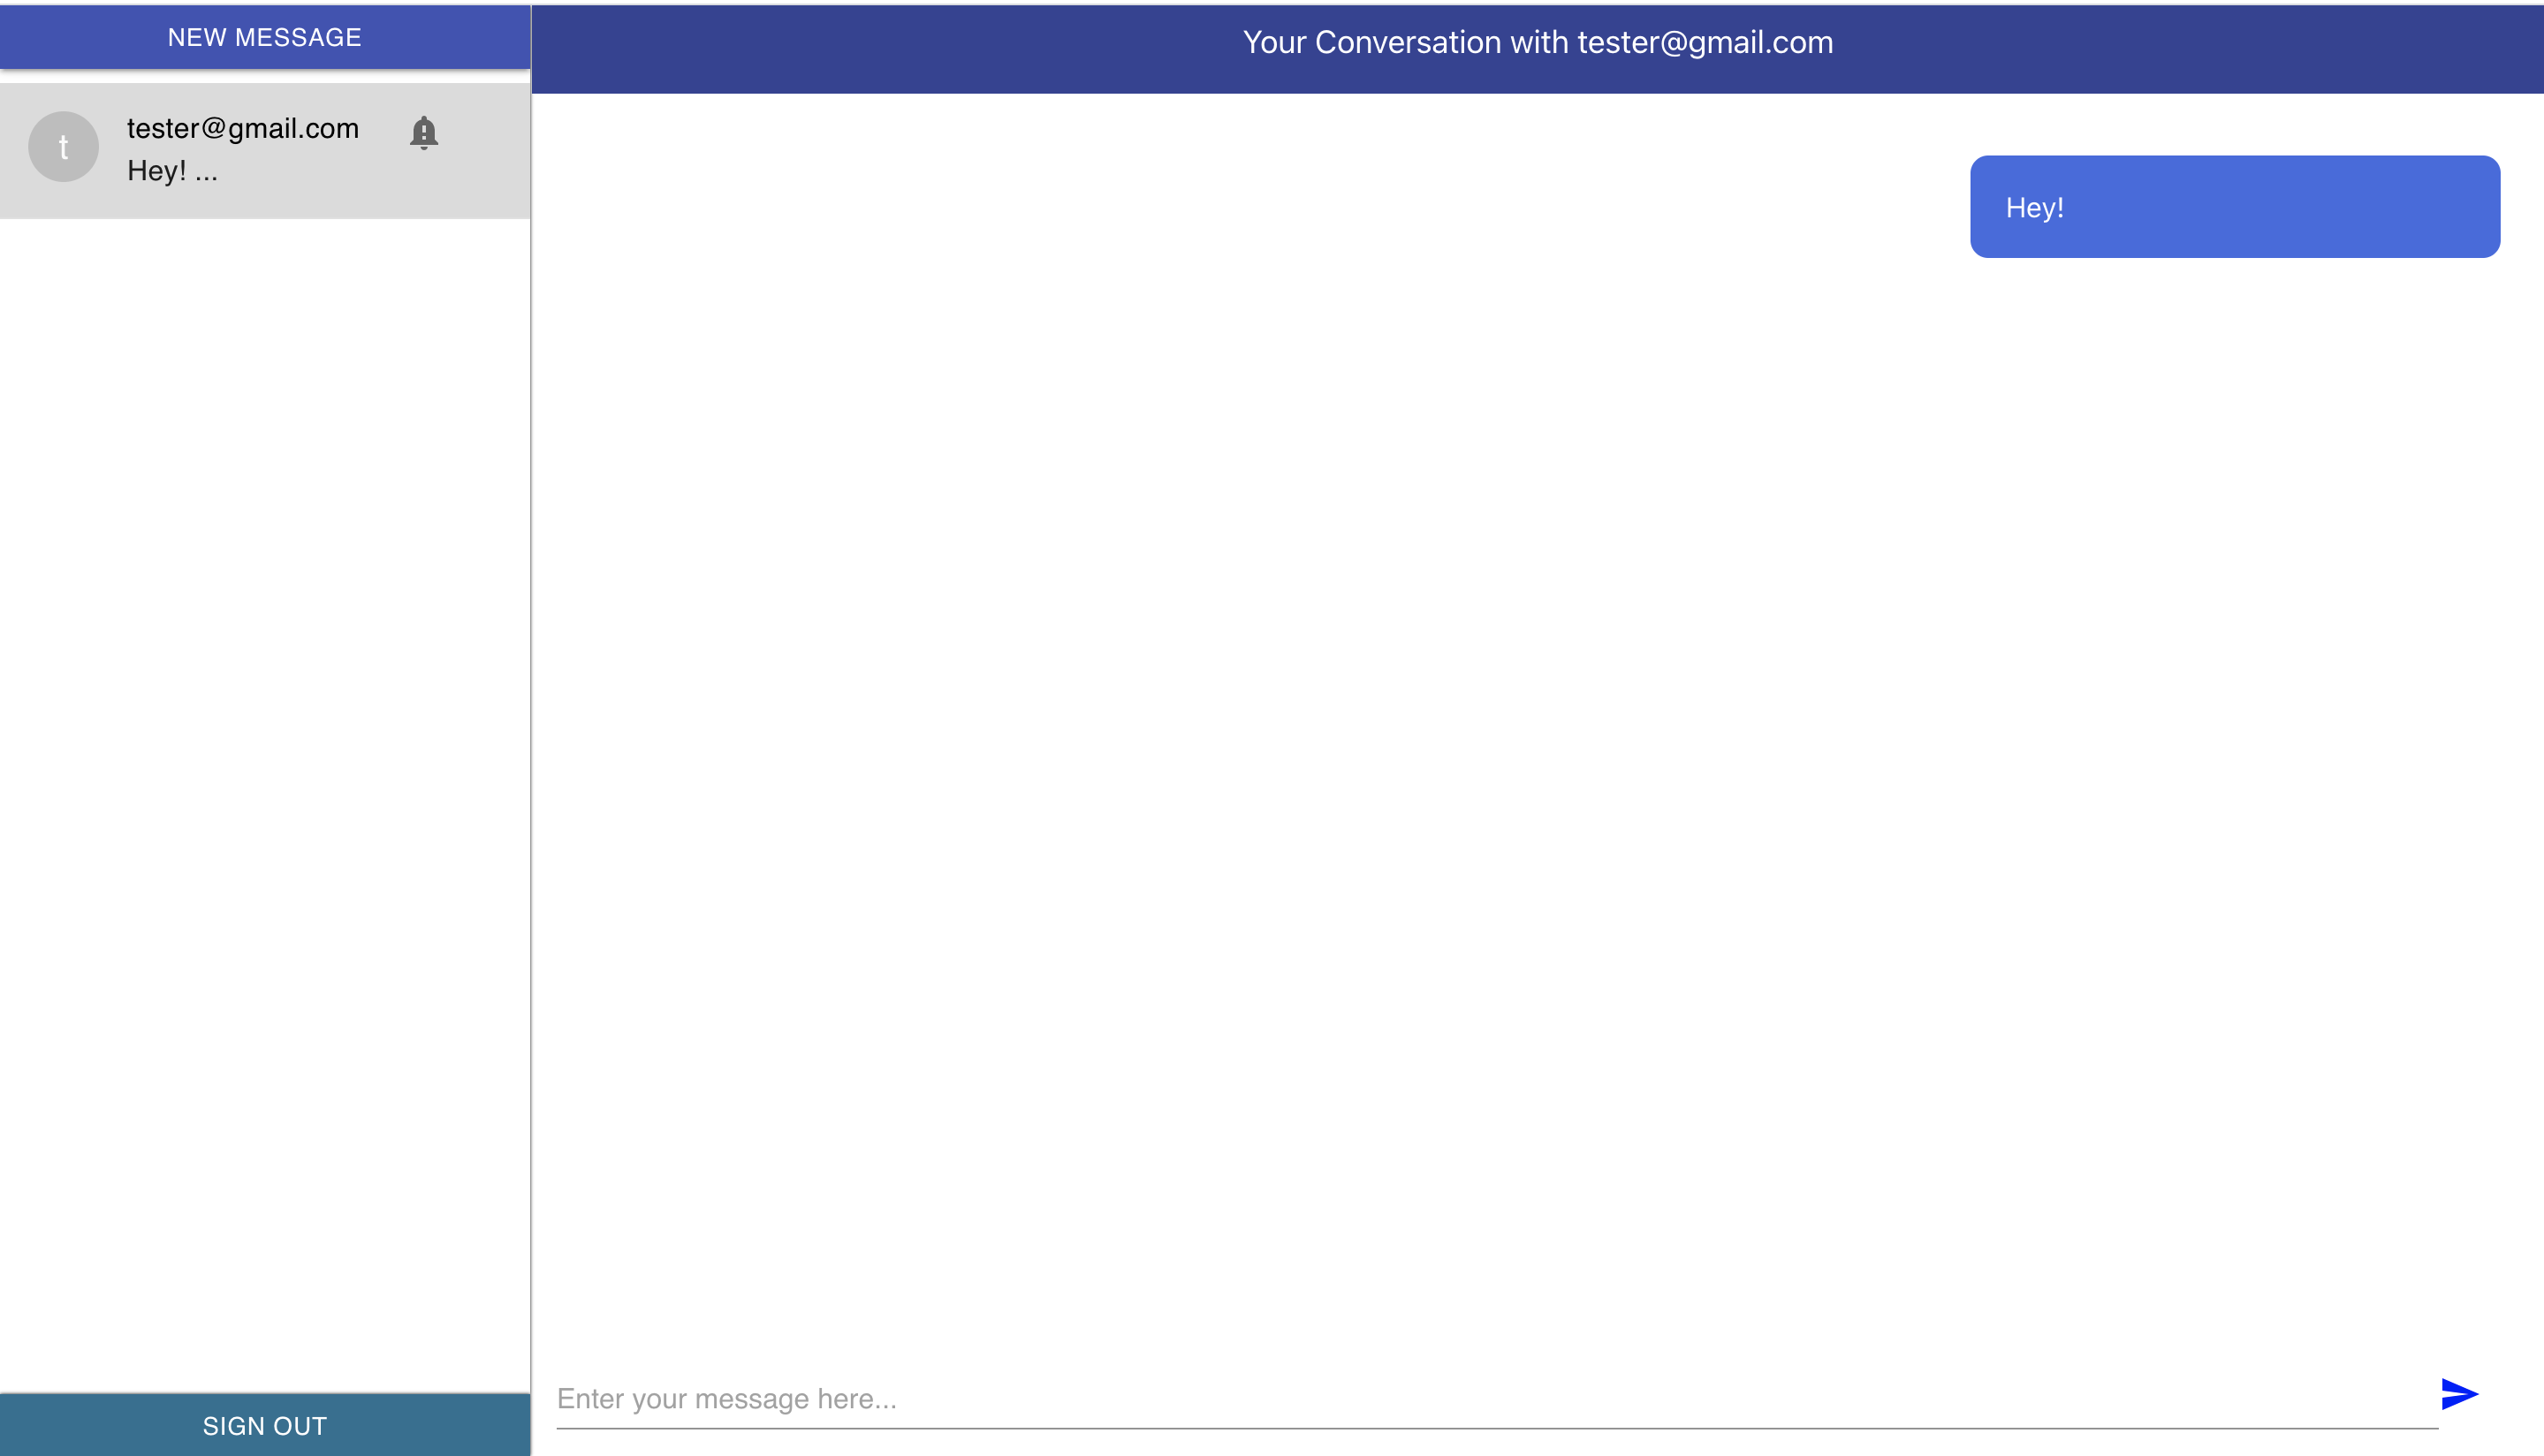 NEW MESSAGE
Your Conversation with tester@gmail.com
t
tester@gmail.com
Hey! ...
Hey!
Enter your message here...
SIGN OUT